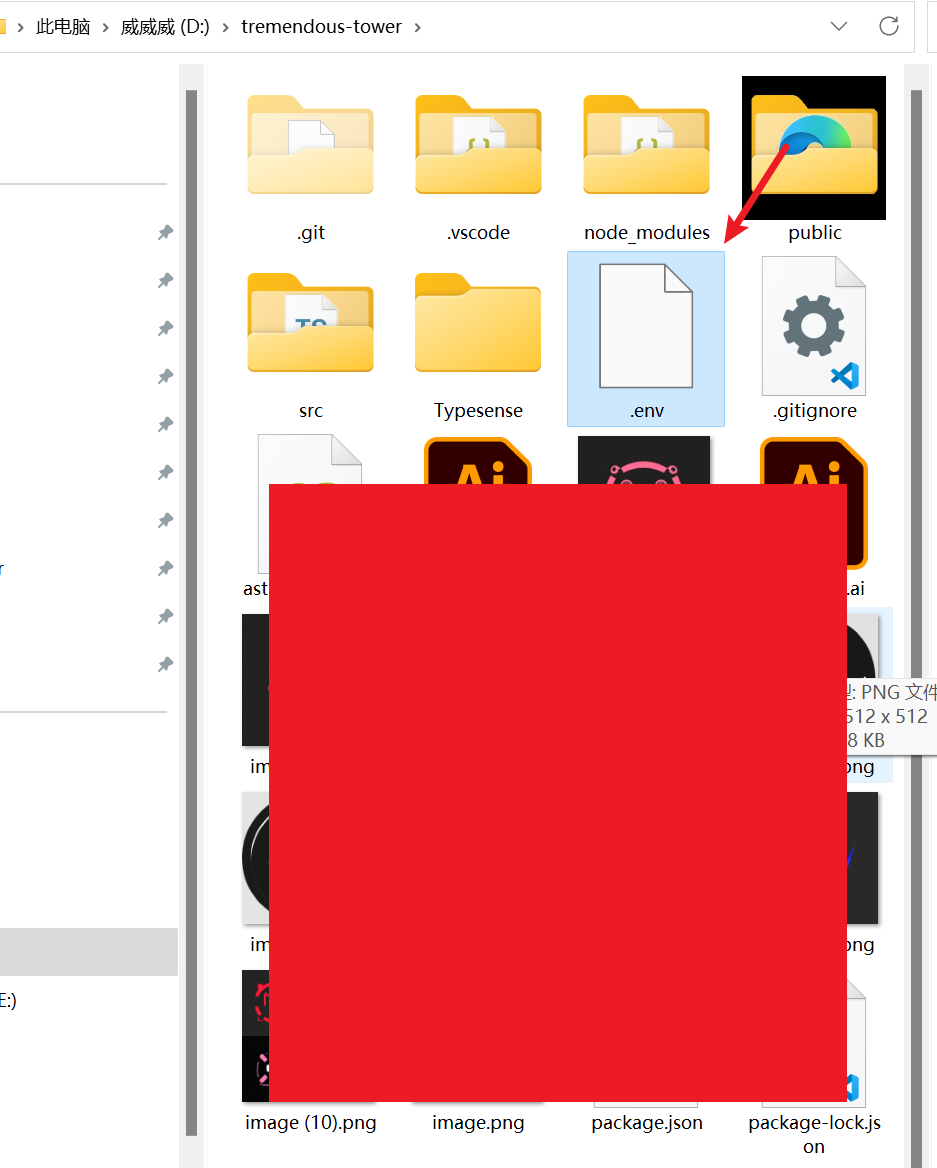 此电脑 > 威威威 (D:) > tremendous-tower >
.git
.vscode
node_modules
public
TS
src
Typesense
.env
.gitignore
Ai
Ai
ast
.ai
r
型: PNG 文件
512 x 512
8 KB
im
png
im
png
E:)
image (10).png
image.png
package.json
package-lock.js
on